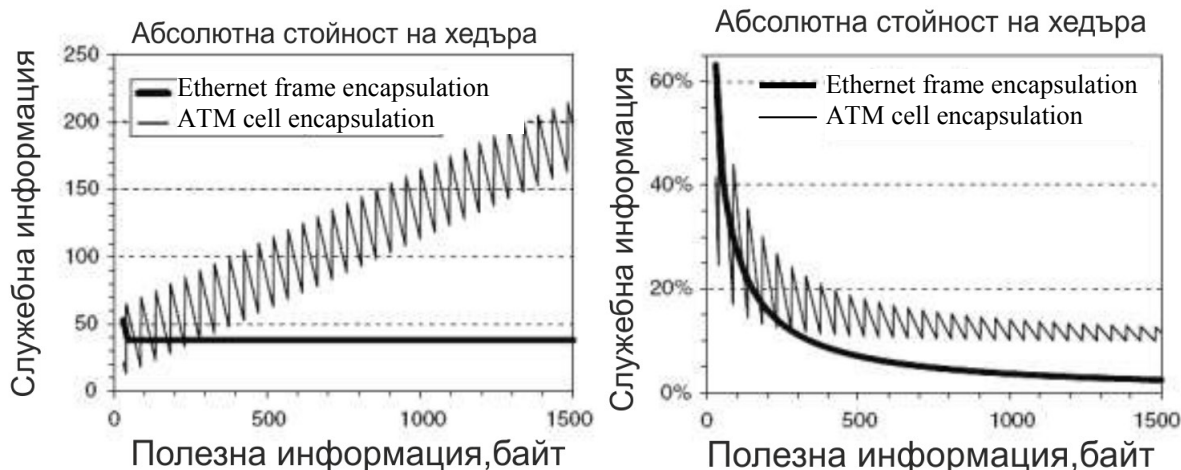 Абсолютна стойност на хедъра
Служебна информация
250
200
150
100
50
0
Ethernet frame encapsulation
ATM cell encapsulation
0
500
1000
1500
Полезна информация,байт
Абсолютна стойност на хедъра
Служебна информация
60%
40%
20%
0%
Ethernet frame encapsulation
ATM cell encapsulation
0
500
1000
1500
Полезна информация,байт